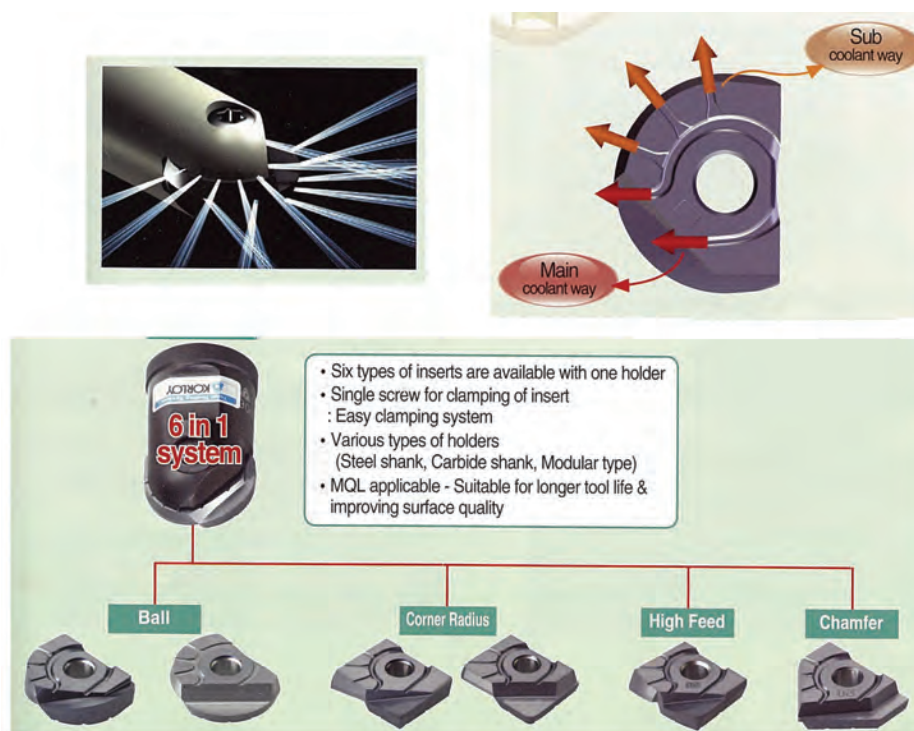 Sub
coolant way
Main
coolant way
KORLOY
6 in 1
system
• Six types of inserts are available with one holder
• Single screw for clamping of insert
: Easy clamping system
• Various types of holders
(Steel shank, Carbide shank, Modular type)
• MQL applicable - Suitable for longer tool life &
improving surface quality
Ball
Corner Radius
High Feed
Chamfer